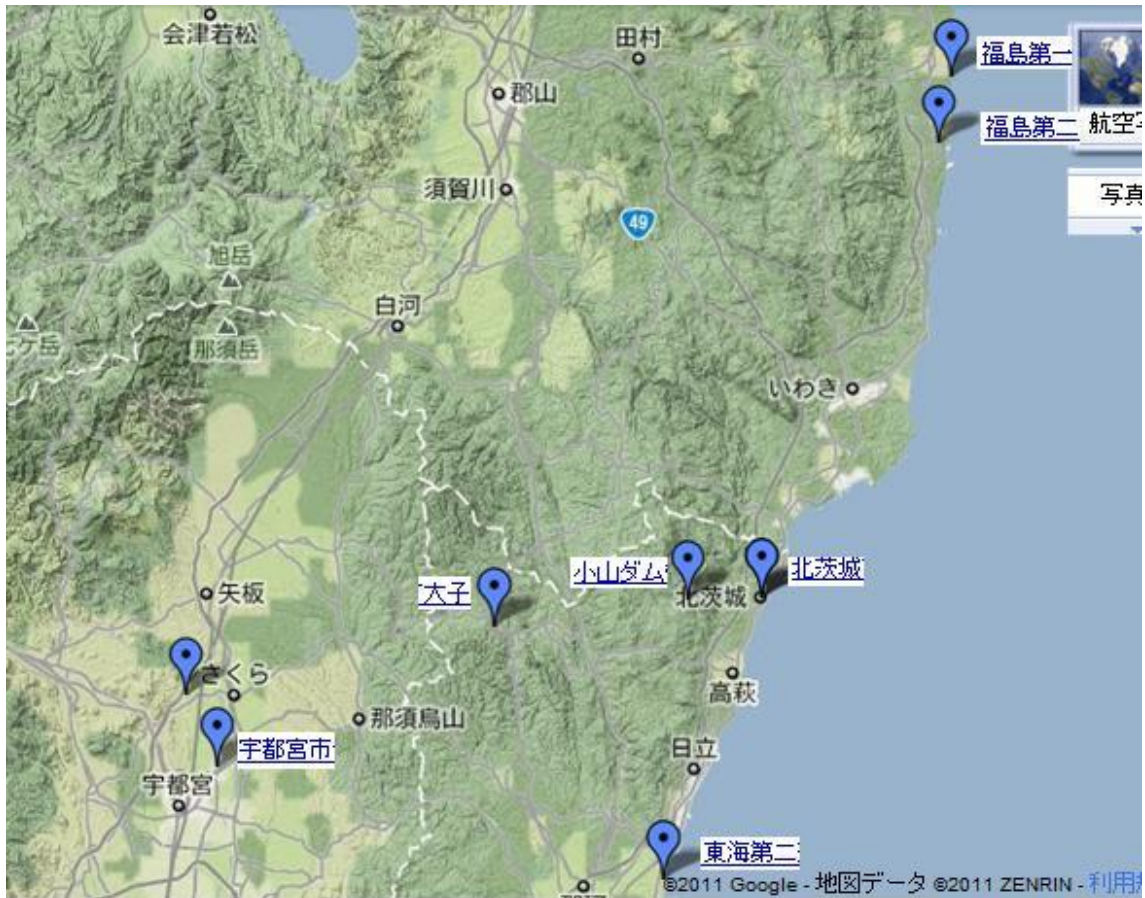 会津若松
田村
福島第一
郡山
福島第二
航空写
須賀川
写真
49
旭岳
白河
ケ岳
那須岳
いわき
大子
小山ダム
北茨城
北茨城
矢板
さくら
高萩
那須烏山
宇都宮市
日立
宇都宮
東海第二
©2011 Google - 地図データ ©2011 ZENRIN - 利用規